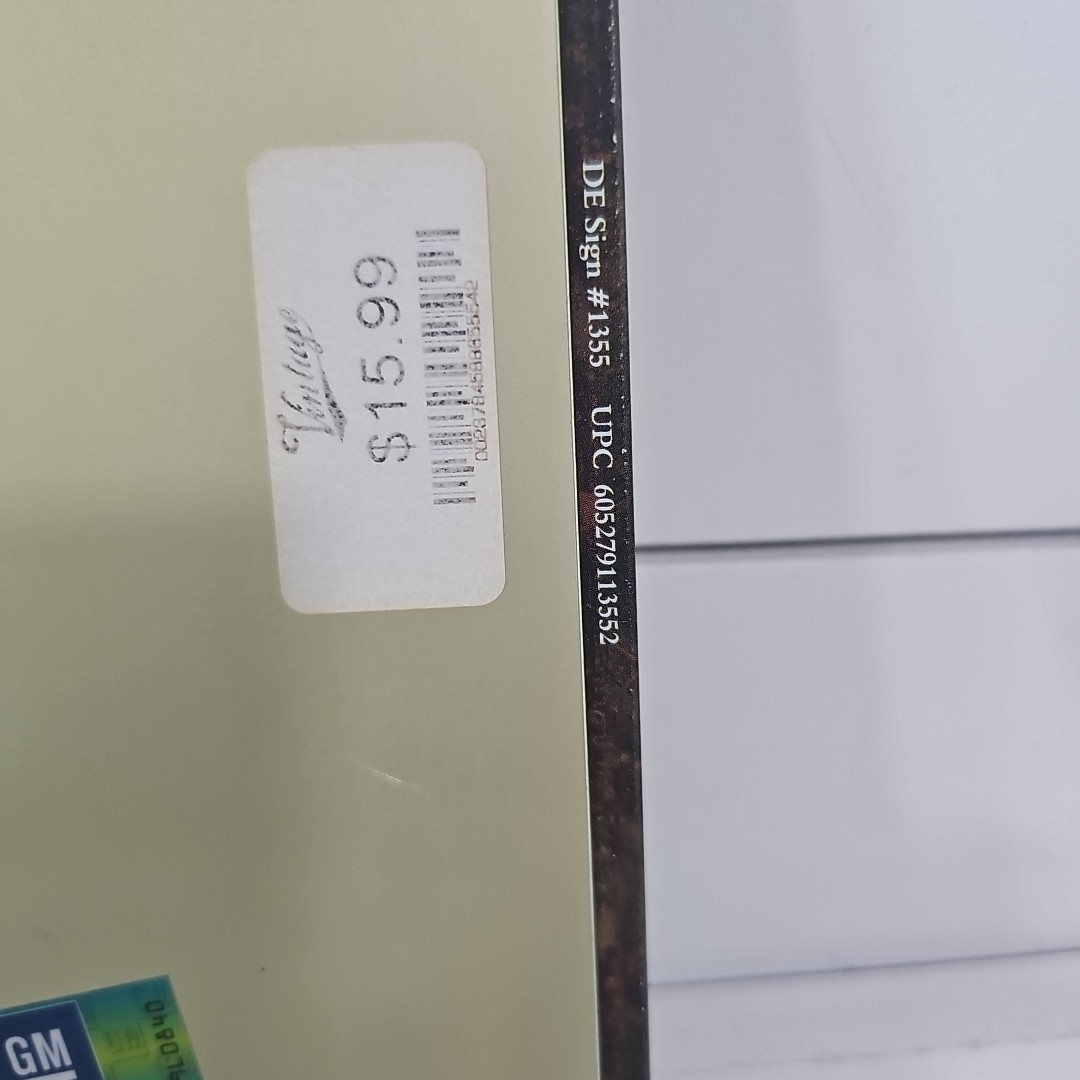 Vintage
$15.99
DE Sign #1355 UPC 605279113552
GM